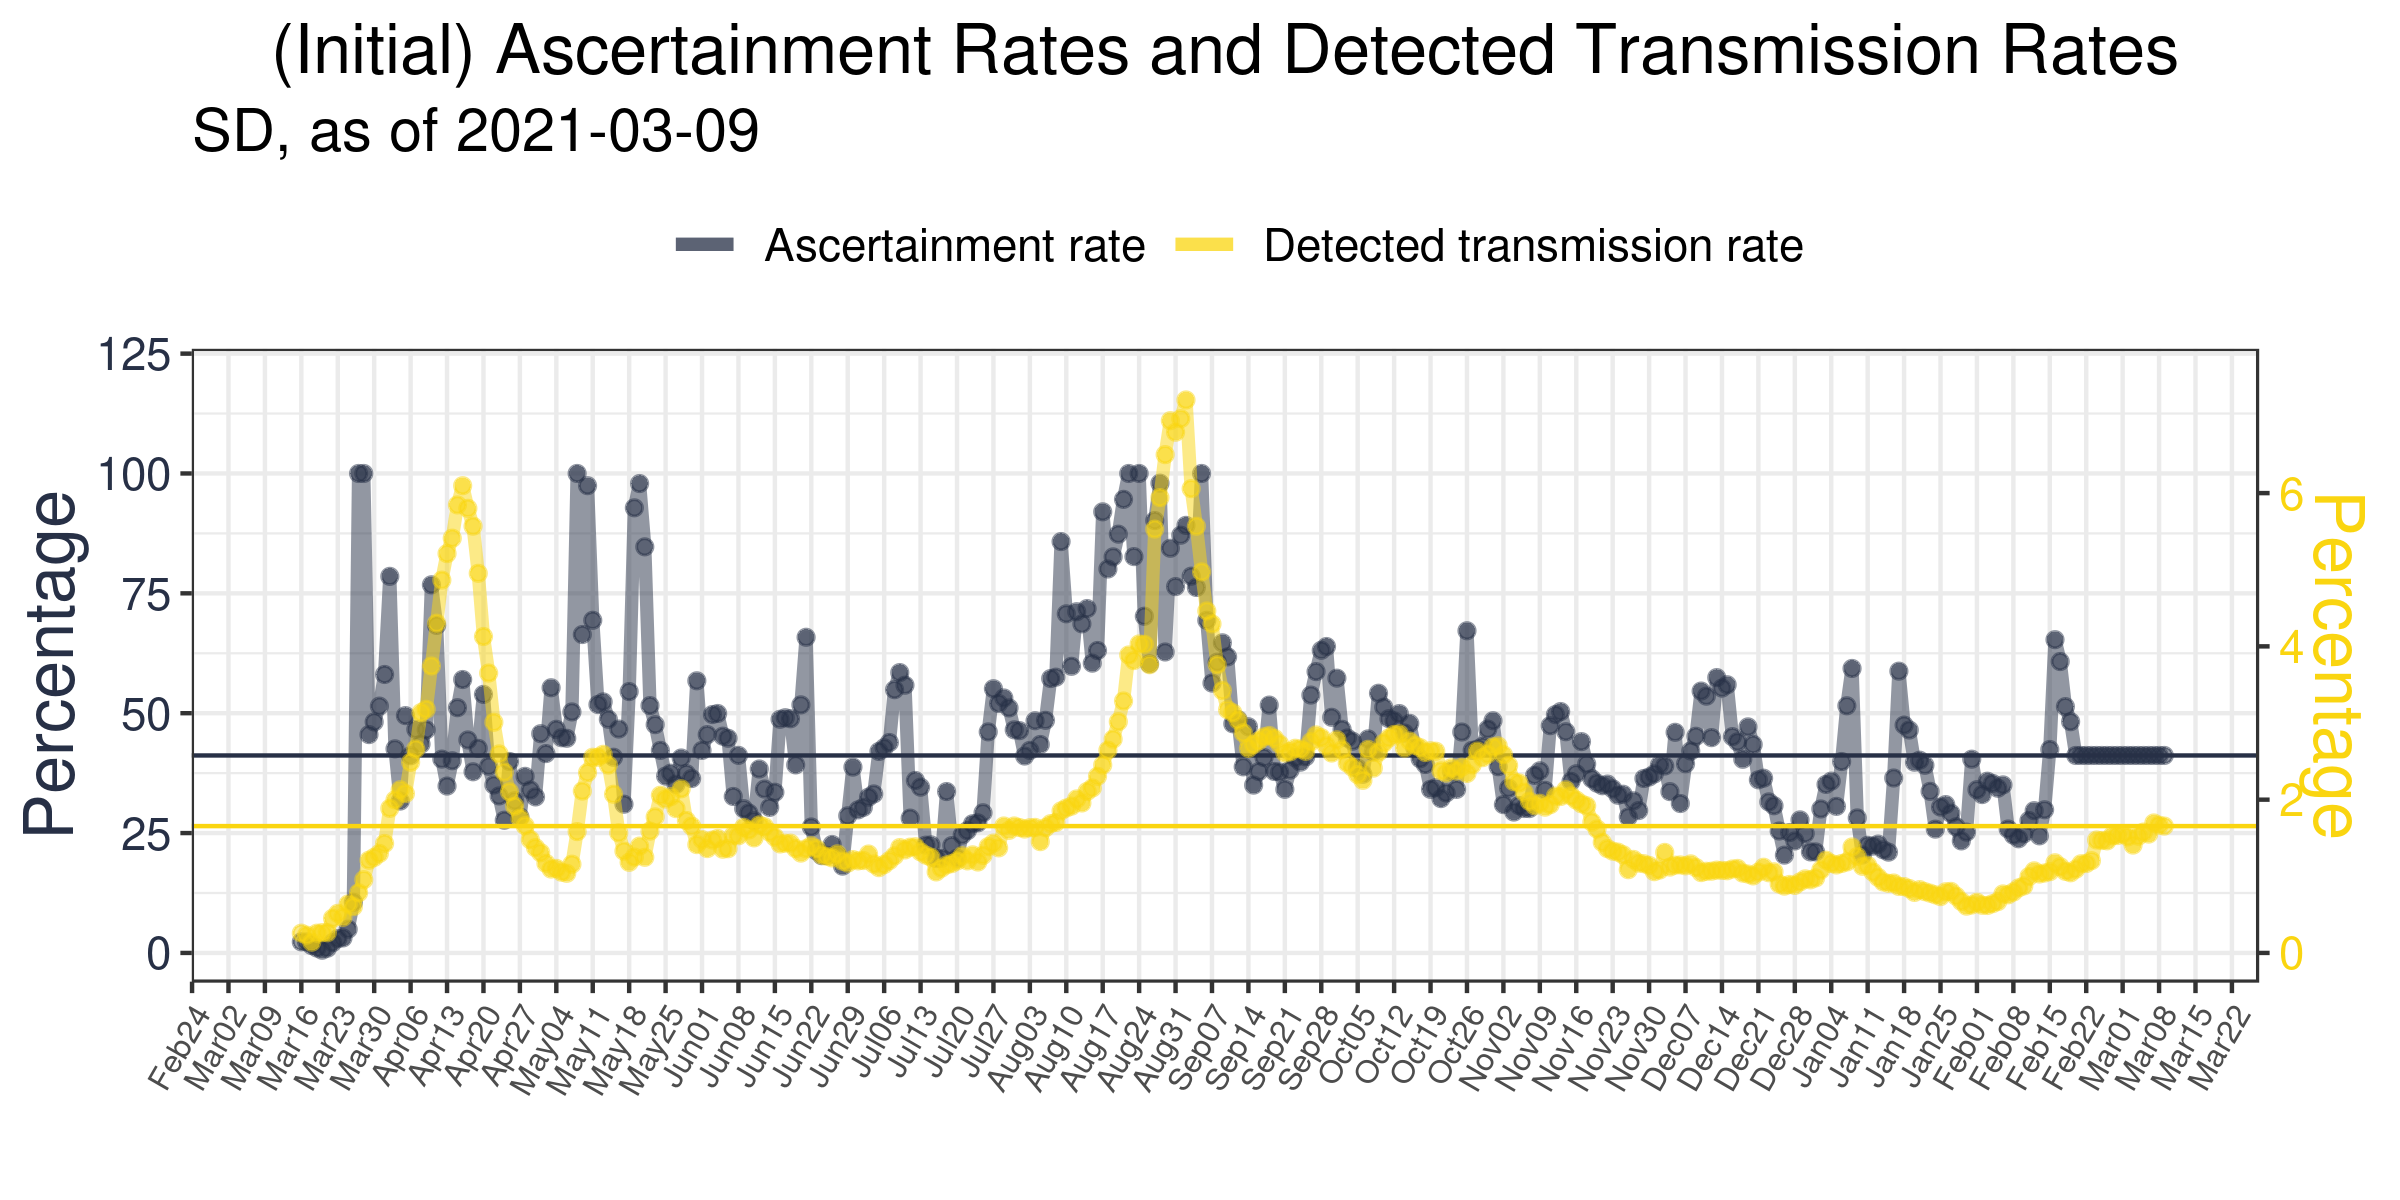 (Initial) Ascertainment Rates and Detected Transmission Rates
SD, as of 2021-03-09
Ascertainment rate Detected transmission rate
125
100
75
50
25
0
Percentage
6
4
2
0
Percentage
Feb24 Mar02 Mar09 Mar16 Mar23 Mar30 Apr06 Apr13 Apr20 Apr27 May04 May11 May18 May25 Jun01 Jun08 Jun15 Jun22 Jun29 Jul06 Jul13 Jul20 Jul27 Aug03 Aug10 Aug17 Aug24 Aug31 Sep07 Sep14 Sep21 Sep28 Oct05 Oct12 Oct19 Oct26 Nov02 Nov09 Nov16 Nov23 Nov30 Dec07 Dec14 Dec21 Dec28 Jan04 Jan11 Jan18 Jan25 Feb01 Feb08 Feb15 Feb22 Mar01 Mar08 Mar15 Mar22